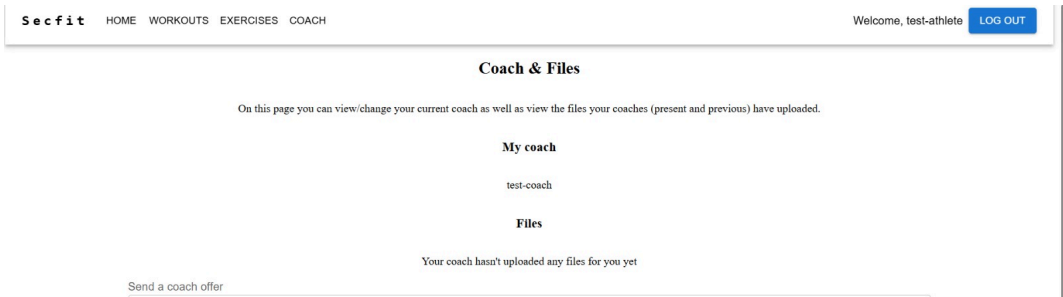 Secfit HOME WORKOUTS EXERCISES COACH Welcome, test-athlete LOG OUT
Coach & Files
On this page you can view/change your current coach as well as view the files your coaches (present and previous) have uploaded.
My coach
test-coach
Files
Your coach hasn't uploaded any files for you yet
Send a coach offer